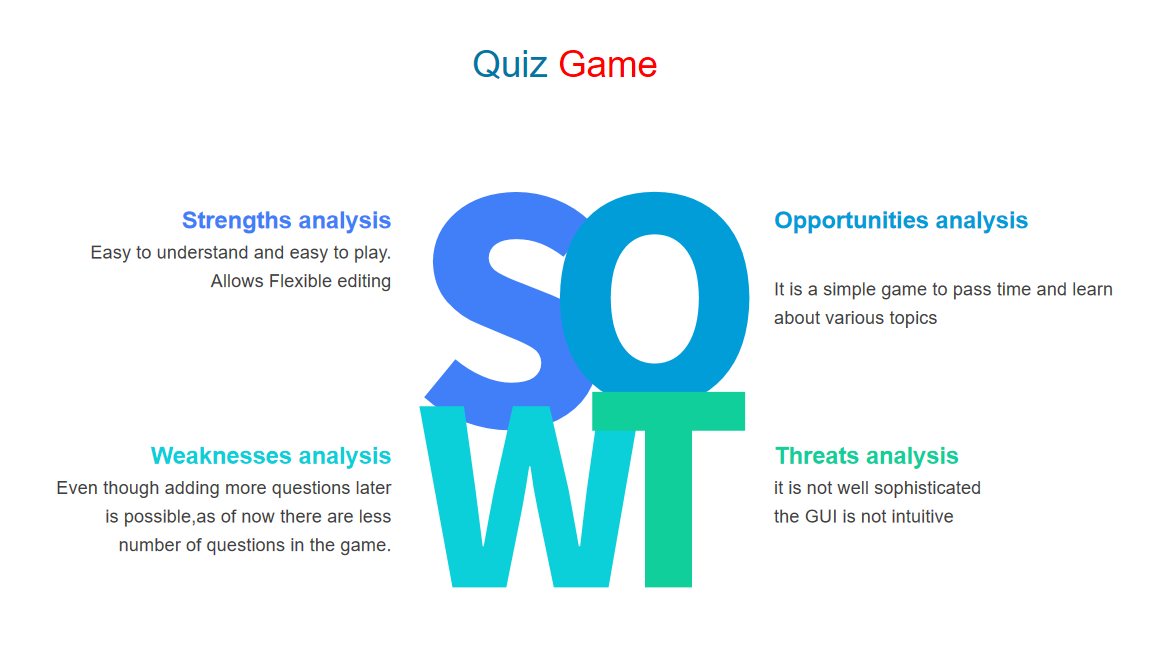 Quiz Game
Strengths analysis
Easy to understand and easy to play.
Allows Flexible editing
Opportunities analysis
It is a simple game to pass time and learn
about various topics
SO
WT
Weaknesses analysis
Even though adding more questions later
is possible,as of now there are less
number of questions in the game.
Threats analysis
it is not well sophisticated
the GUI is not intuitive